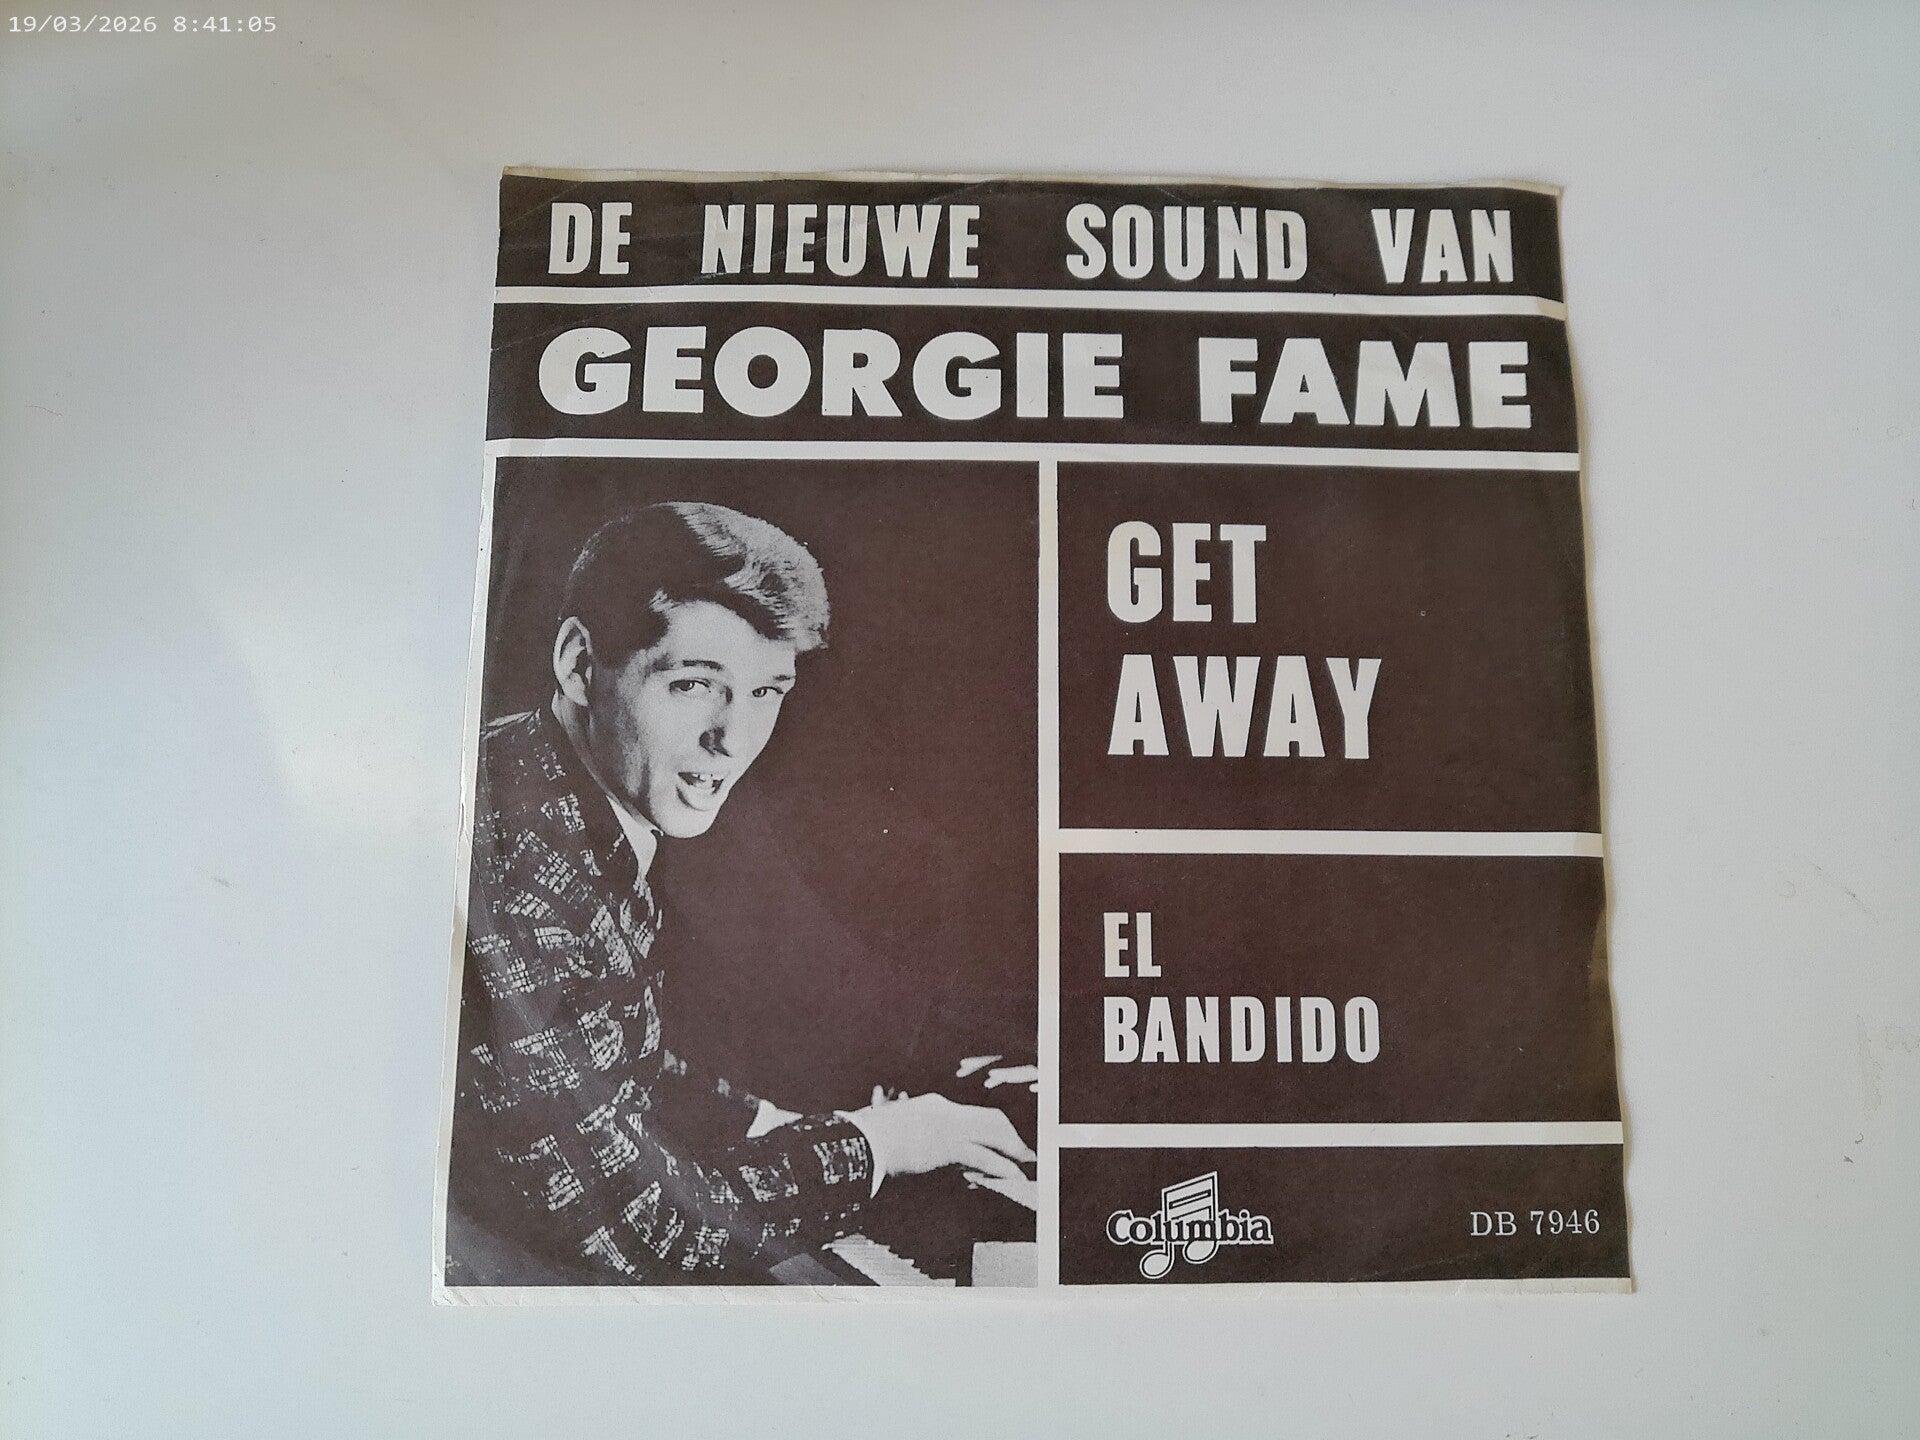 19/03/2026 8:41:05
DE NIEUWE SOUND VAN
GEORGIE FAME
GET
AWAY
EL
BANDIDO
Columbia
DB 7946